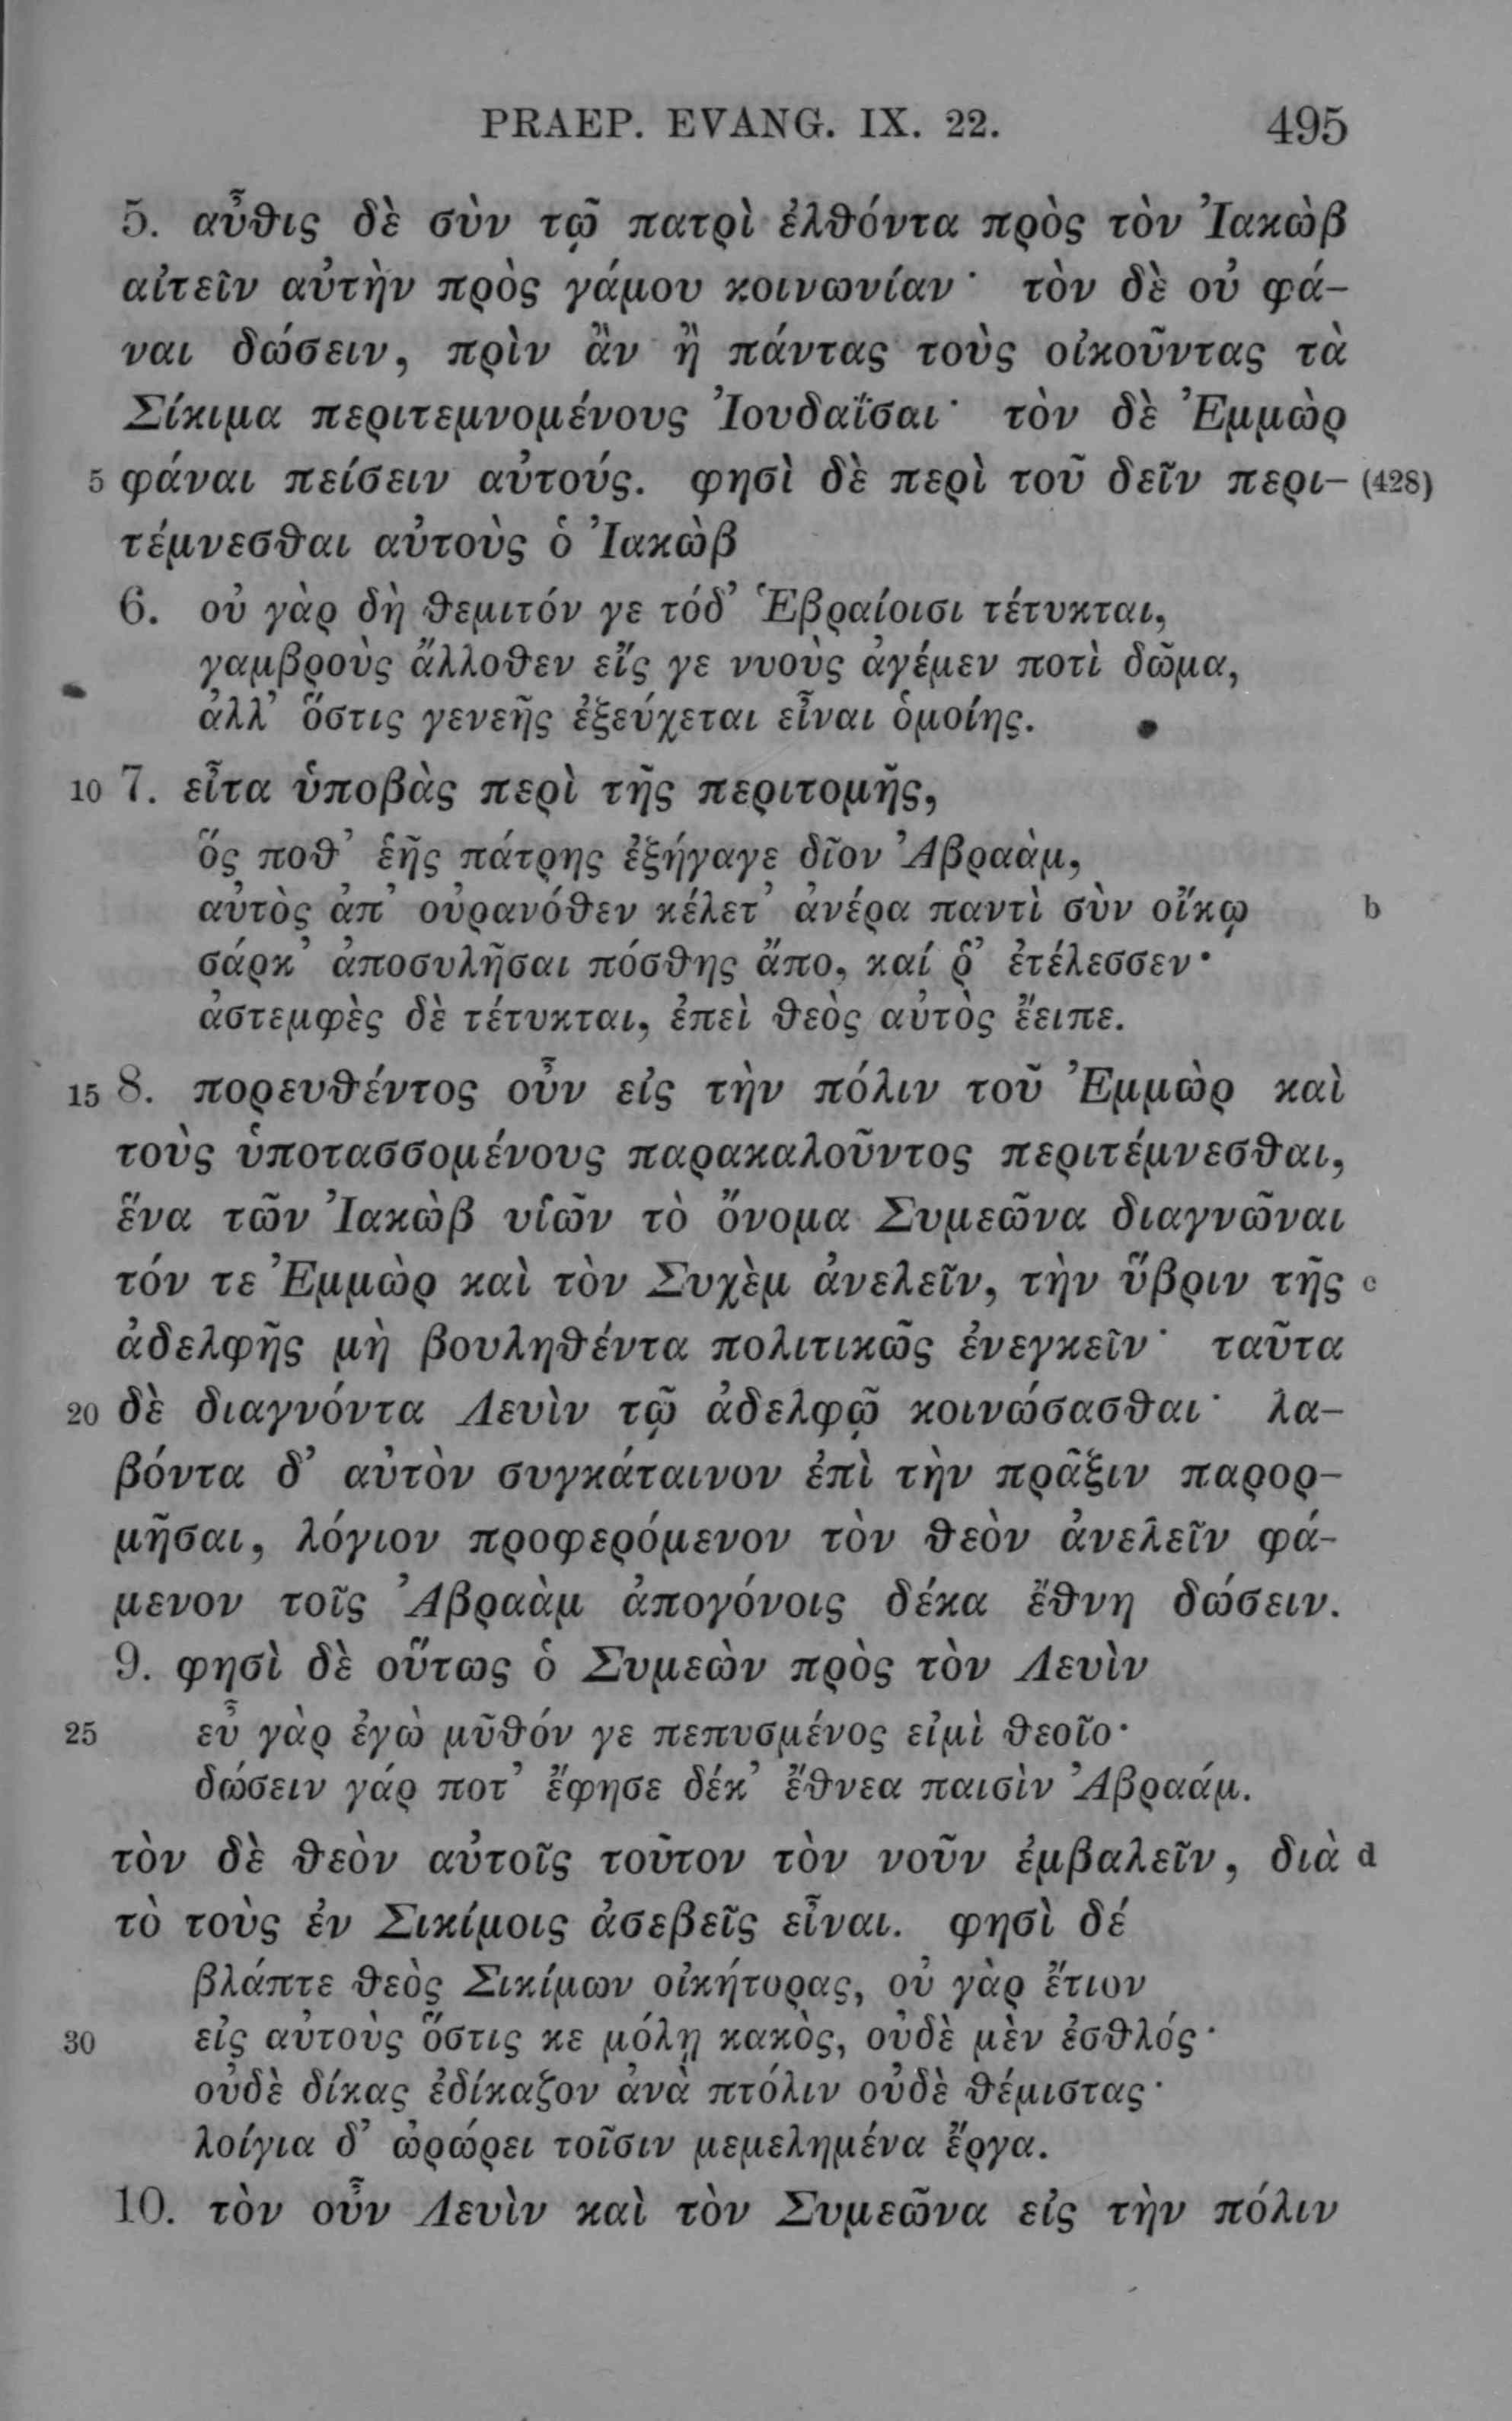 PRAEP. EVANG. IX. 22. 495
5. αὖθις δὲ σὺν τῷ πατρὶ ἐλθόντα πρὸς τὸν Ἰακὼβ
αἰτεῖν αὐτὴν πρὸς γάμου κοινωνίαν· τὸν δὲ οὐ φά-
ναι δώσειν, πρὶν ἂν ἢ πάντας τοὺς οἰκοῦντας τὰ
Σίκιμα περιτεμνομένους Ἰουδαΐσαι· τὸν δὲ Ἐμμὼρ
5 φάναι πείσειν αὐτούς. φησὶ δὲ περὶ τοῦ δεῖν περι- (428)
τέμνεσθαι αὐτοὺς ὁ Ἰακὼβ
6. οὐ γὰρ δὴ θεμιτόν γε τόδ’ Ἑβραίοισι τέτυκται,
γαμβροὺς ἄλλοθεν εἴς γε νυοὺς ἀγέμεν ποτὶ δῶμα,
ἀλλ’ ὅστις γενεῆς ἐξεύχεται εἶναι ὁμοίης.
10 7. εἶτα ὑποβὰς περὶ τῆς περιτομῆς,
ὅς ποθ’ ἑῆς πάτρης ἐξήγαγε δῖον Ἀβραὰμ,
αὐτὸς ἀπ’ οὐρανόθεν κέλετ’ ἀνέρα παντὶ σὺν οἴκῳ b
σάρκ’ ἀποσυλῆσαι πόσθης ἄπο, καί ῥ’ ἐτέλεσσεν·
ἀστεμφὲς δὲ τέτυκται, ἐπεὶ θεὸς αὐτὸς ἔειπε.
15 8. πορευθέντος οὖν εἰς τὴν πόλιν τοῦ Ἐμμὼρ καὶ
τοὺς ὑποτασσομένους παρακαλοῦντος περιτέμνεσθαι,
ἕνα τῶν Ἰακὼβ υἱῶν τὸ ὄνομα Συμεῶνα διαγνῶναι
τόν τε Ἐμμὼρ καὶ τὸν Συχὲμ ἀνελεῖν, τὴν ὕβριν τῆς c
ἀδελφῆς μὴ βουληθέντα πολιτικῶς ἐνεγκεῖν· ταῦτα
20 δὲ διαγνόντα Λευὶν τῷ ἀδελφῷ κοινώσασθαι· λα-
βόντα δ’ αὐτὸν συγκάταινον ἐπὶ τὴν πρᾶξιν παρορ-
μῆσαι, λόγιον προφερόμενον τὸν θεὸν ἀνελεῖν φά-
μενον τοῖς Ἀβραὰμ ἀπογόνοις δέκα ἔθνη δώσειν.
9. φησὶ δὲ οὕτως ὁ Συμεὼν πρὸς τὸν Λευὶν
25 εὖ γὰρ ἐγὼ μῦθόν γε πεπυσμένος εἰμὶ θεοῖο·
δώσειν γάρ ποτ’ ἔφησε δέκ’ ἔθνεα παισὶν Ἀβραάμ.
τὸν δὲ θεὸν αὐτοῖς τοῦτον τὸν νοῦν ἐμβαλεῖν, διὰ d
τὸ τοὺς ἐν Σικίμοις ἀσεβεῖς εἶναι. φησὶ δέ
βλάπτε θεὸς Σικίμων οἰκήτορας, οὐ γὰρ ἔτιον
30 εἰς αὐτοὺς ὅστις κε μόλῃ κακὸς, οὐδὲ μὲν ἐσθλός·
οὐδὲ δίκας ἐδίκαζον ἀνὰ πτόλιν οὐδὲ θέμιστας·
λοίγια δ’ ὠρώρει τοῖσιν μεμελημένα ἔργα.
10. τὸν οὖν Λευὶν καὶ τὸν Συμεῶνα εἰς τὴν πόλιν